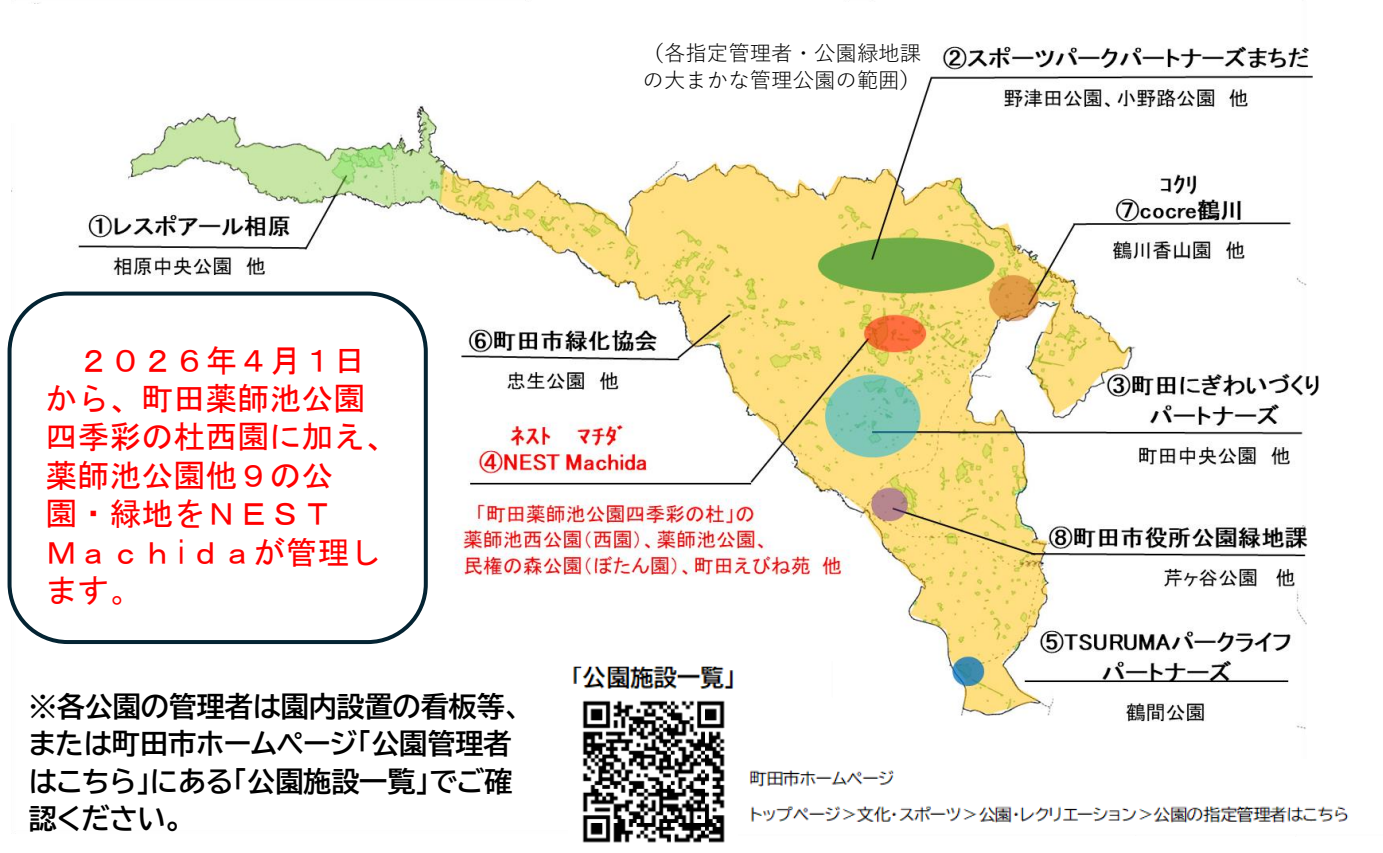 （各指定管理者・公園緑地課
の大まかな管理公園の範囲）
②スポーツパークパートナーズまちだ
野津田公園、小野路公園 他
コクリ
⑦cocre鶴川
鶴川香山園 他
①レスポアール相原
相原中央公園 他
２０２６年４月１日
から、町田薬師池公園
四季彩の杜西園に加え、
薬師池公園他９の公
園・緑地をＮＥＳＴ
Ｍａｃｈｉｄａが管理し
ます。
⑥町田市緑化協会
忠生公園 他
③町田にぎわいづくり
パートナーズ
町田中央公園 他
ネスト マチダ
④NEST Machida
「町田薬師池公園四季彩の杜」の
薬師池西公園（西園）、薬師池公園、
民権の森公園（ぼたん園）、町田えびね苑 他
⑧町田市役所公園緑地課
芹ヶ谷公園 他
⑤TSURUMAパークライフ
パートナーズ
鶴間公園
※各公園の管理者は園内設置の看板等、
または町田市ホームページ「公園管理者
はこちら」にある「公園施設一覧」でご確
認ください。
「公園施設一覧」
町田市ホームページ
トップページ＞文化・スポーツ＞公園・レクリエーション＞公園の指定管理者はこちら